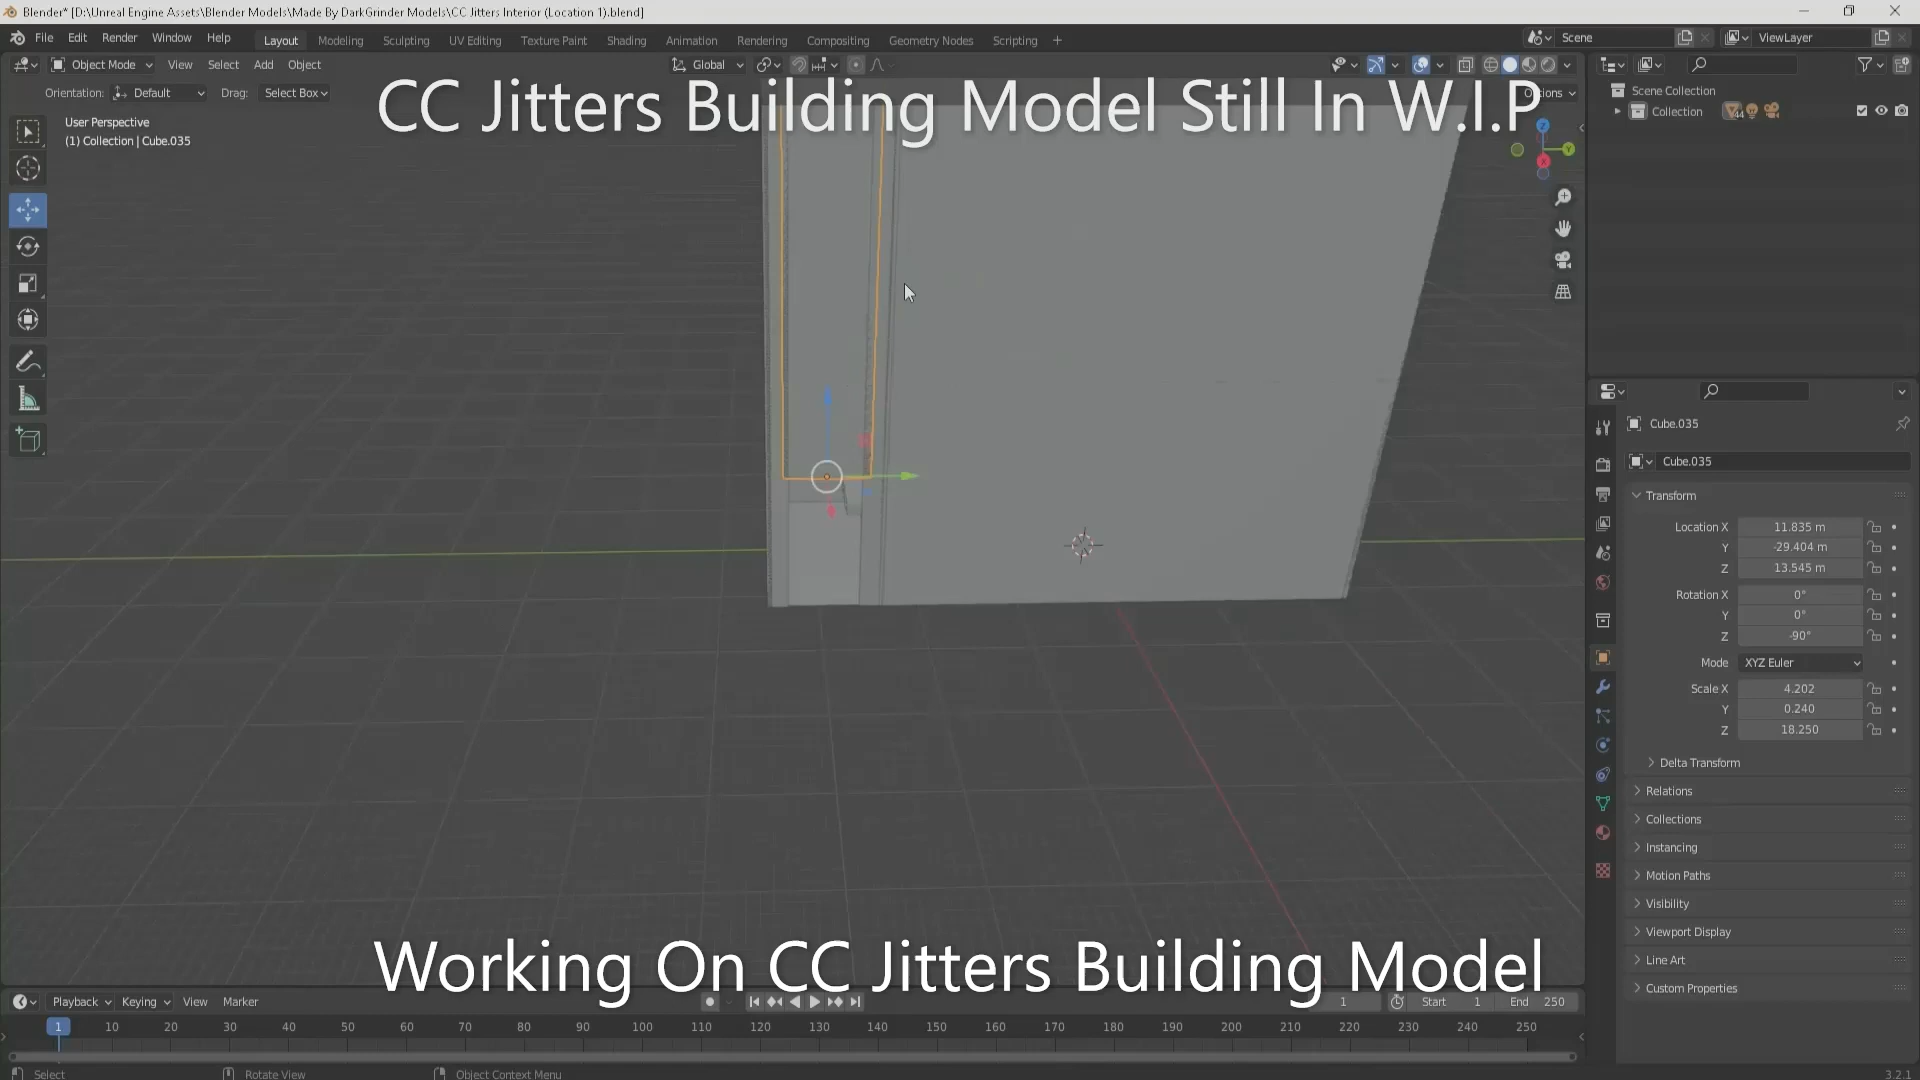 Blender* [D:\Unreal Engine Assets\Blender Models\Made By DarkGrinder Models\CC Jitters Interior (Location 1).blend]
File Edit Render Window Help Layout Modeling Sculpting UV Editing Texture Paint Shading Animation Rendering Compositing Geometry Nodes Scripting + Scene ViewLayer
Object Mode View Select Add Object Global
Orientation: Default Drag: Select Box Options
CC Jitters Building Model Still In W.I.P
User Perspective
(1) Collection | Cube.035
Scene Collection
Collection 44
Z
Y
X
Cube.035
Cube.035
Transform
Location X 11.835 m
Y -29.404 m
Z 13.545 m
Rotation X 0°
Y 0°
Z -90°
Mode XYZ Euler
Scale X 4.202
Y 0.240
Z 18.250
Delta Transform
Relations
Collections
Instancing
Motion Paths
Visibility
Viewport Display
Line Art
Custom Properties
Working On CC Jitters Building Model
Playback Keying View Marker 1 Start 1 End 250
1 10 20 30 40 50 60 70 80 90 100 110 120 130 140 150 160 170 180 190 200 210 220 230 240 250
Select Rotate View Object Context Menu 3.2.1